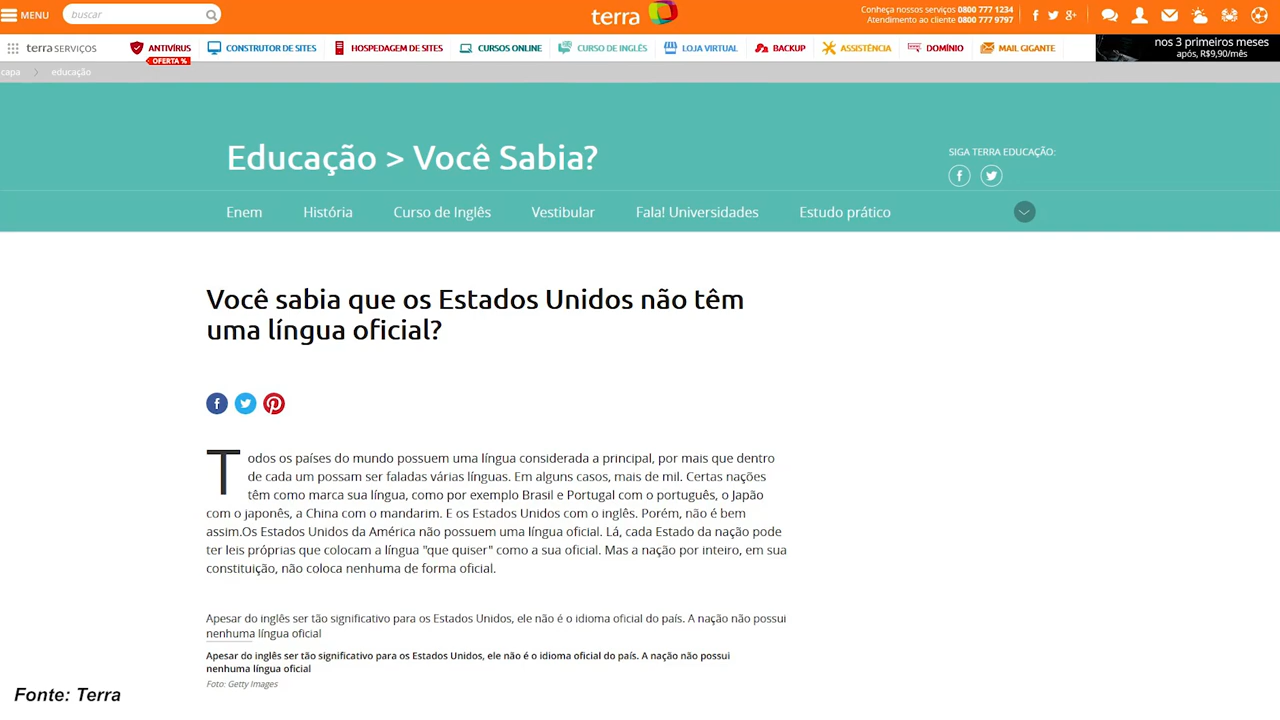 MENU
buscar
terra
Conheça nossos serviços 0800 777 1234
Atendimento ao cliente 0800 777 9797
terra SERVIÇOS
ANTIVÍRUS
OFERTA %
CONSTRUTOR DE SITES
HOSPEDAGEM DE SITES
CURSOS ONLINE
CURSO DE INGLÊS
LOJA VIRTUAL
BACKUP
ASSISTÊNCIA
DOMÍNIO
MAIL GIGANTE
nos 3 primeiros meses
após, R$9,90/mês
capa
educação
Educação > Você Sabia?
SIGA TERRA EDUCAÇÃO:
Enem
História
Curso de Inglês
Vestibular
Fala! Universidades
Estudo prático
Você sabia que os Estados Unidos não têm
uma língua oficial?
Todos os países do mundo possuem uma língua considerada a principal, por mais que dentro
de cada um possam ser faladas várias línguas. Em alguns casos, mais de mil. Certas nações
têm como marca sua língua, como por exemplo Brasil e Portugal com o português, o Japão
com o japonês, a China com o mandarim. E os Estados Unidos com o inglês. Porém, não é bem
assim.Os Estados Unidos da América não possuem uma língua oficial. Lá, cada Estado da nação pode
ter leis próprias que colocam a língua "que quiser" como a sua oficial. Mas a nação por inteiro, em sua
constituição, não coloca nenhuma de forma oficial.
Apesar do inglês ser tão significativo para os Estados Unidos, ele não é o idioma oficial do país. A nação não possui
nenhuma língua oficial
Apesar do inglês ser tão significativo para os Estados Unidos, ele não é o idioma oficial do país. A nação não possui
nenhuma língua oficial
Foto: Getty Images
Fonte: Terra